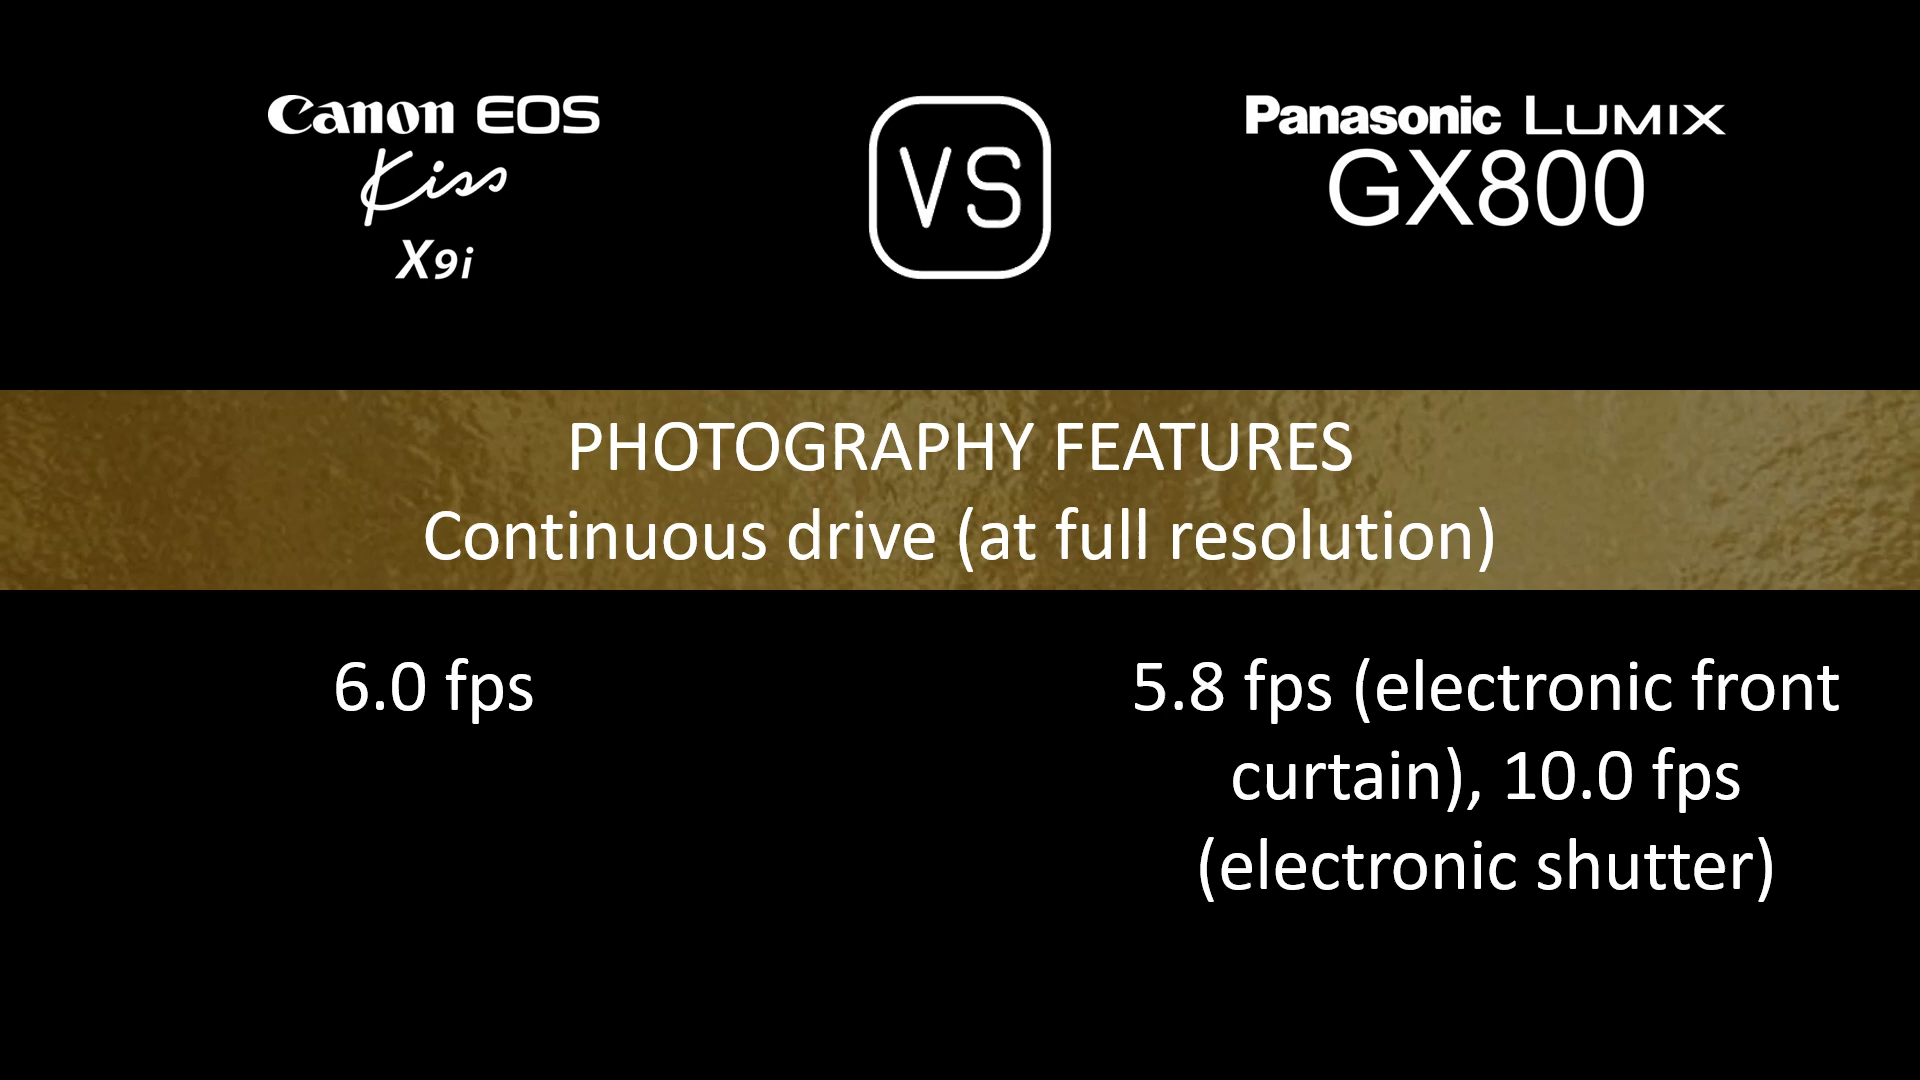 Canon EOS
Kiss
X9i
VS
Panasonic LUMIX
GX800
PHOTOGRAPHY FEATURES
Continuous drive (at full resolution)
6.0 fps
5.8 fps (electronic front
curtain), 10.0 fps
(electronic shutter)